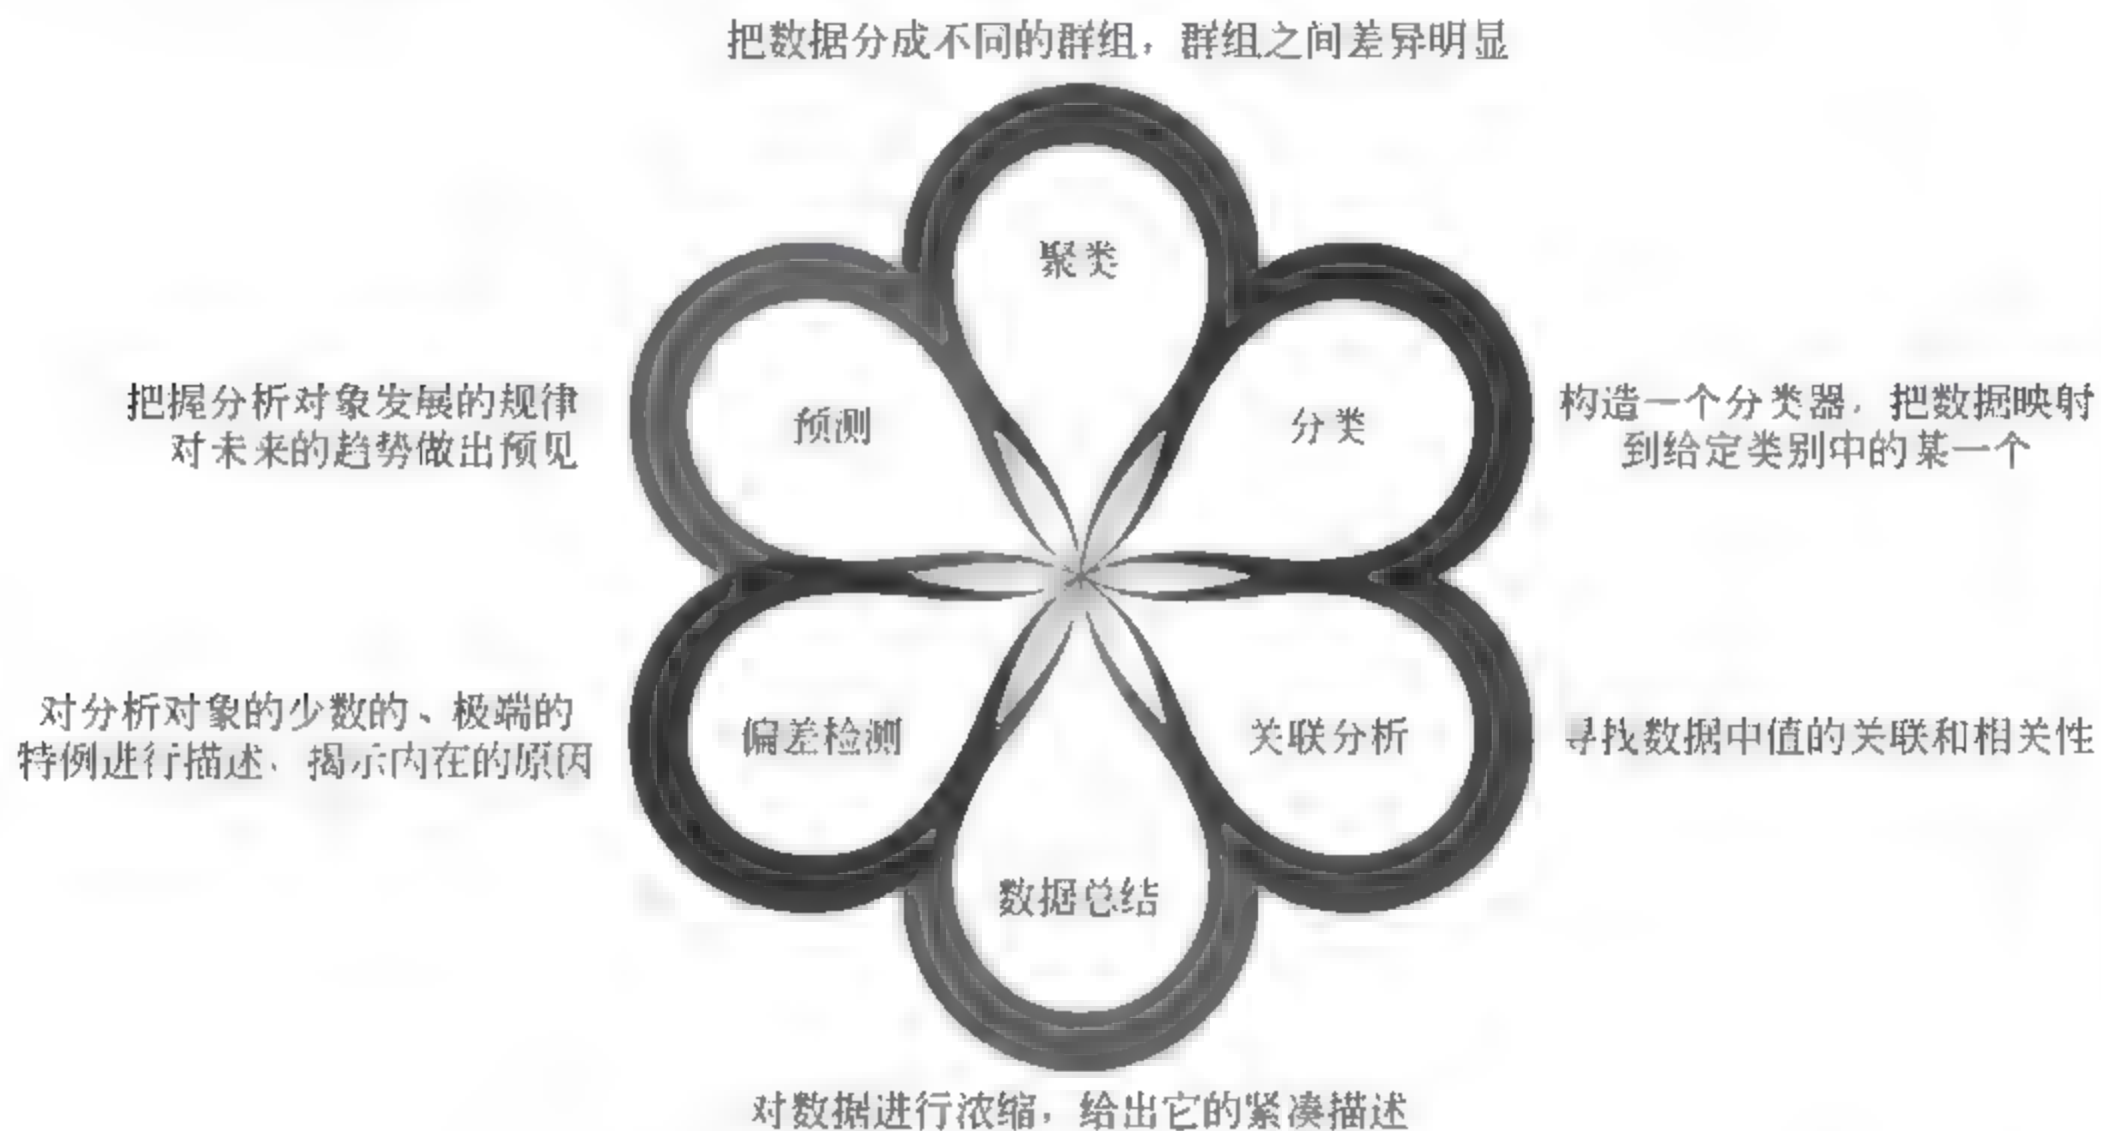 把数据分成不同的群组，群组之间差异明显
聚类
预测
分类
把握分析对象发展的规律
对未来的趋势做出预见
构造一个分类器，把数据映射
到给定类别中的某一个
对分析对象的少数的、极端的
特例进行描述、揭示内在的原因
偏差检测
关联分析
寻找数据中值的关联和相关性
数据总结
对数据进行浓缩，给出它的紧凑描述